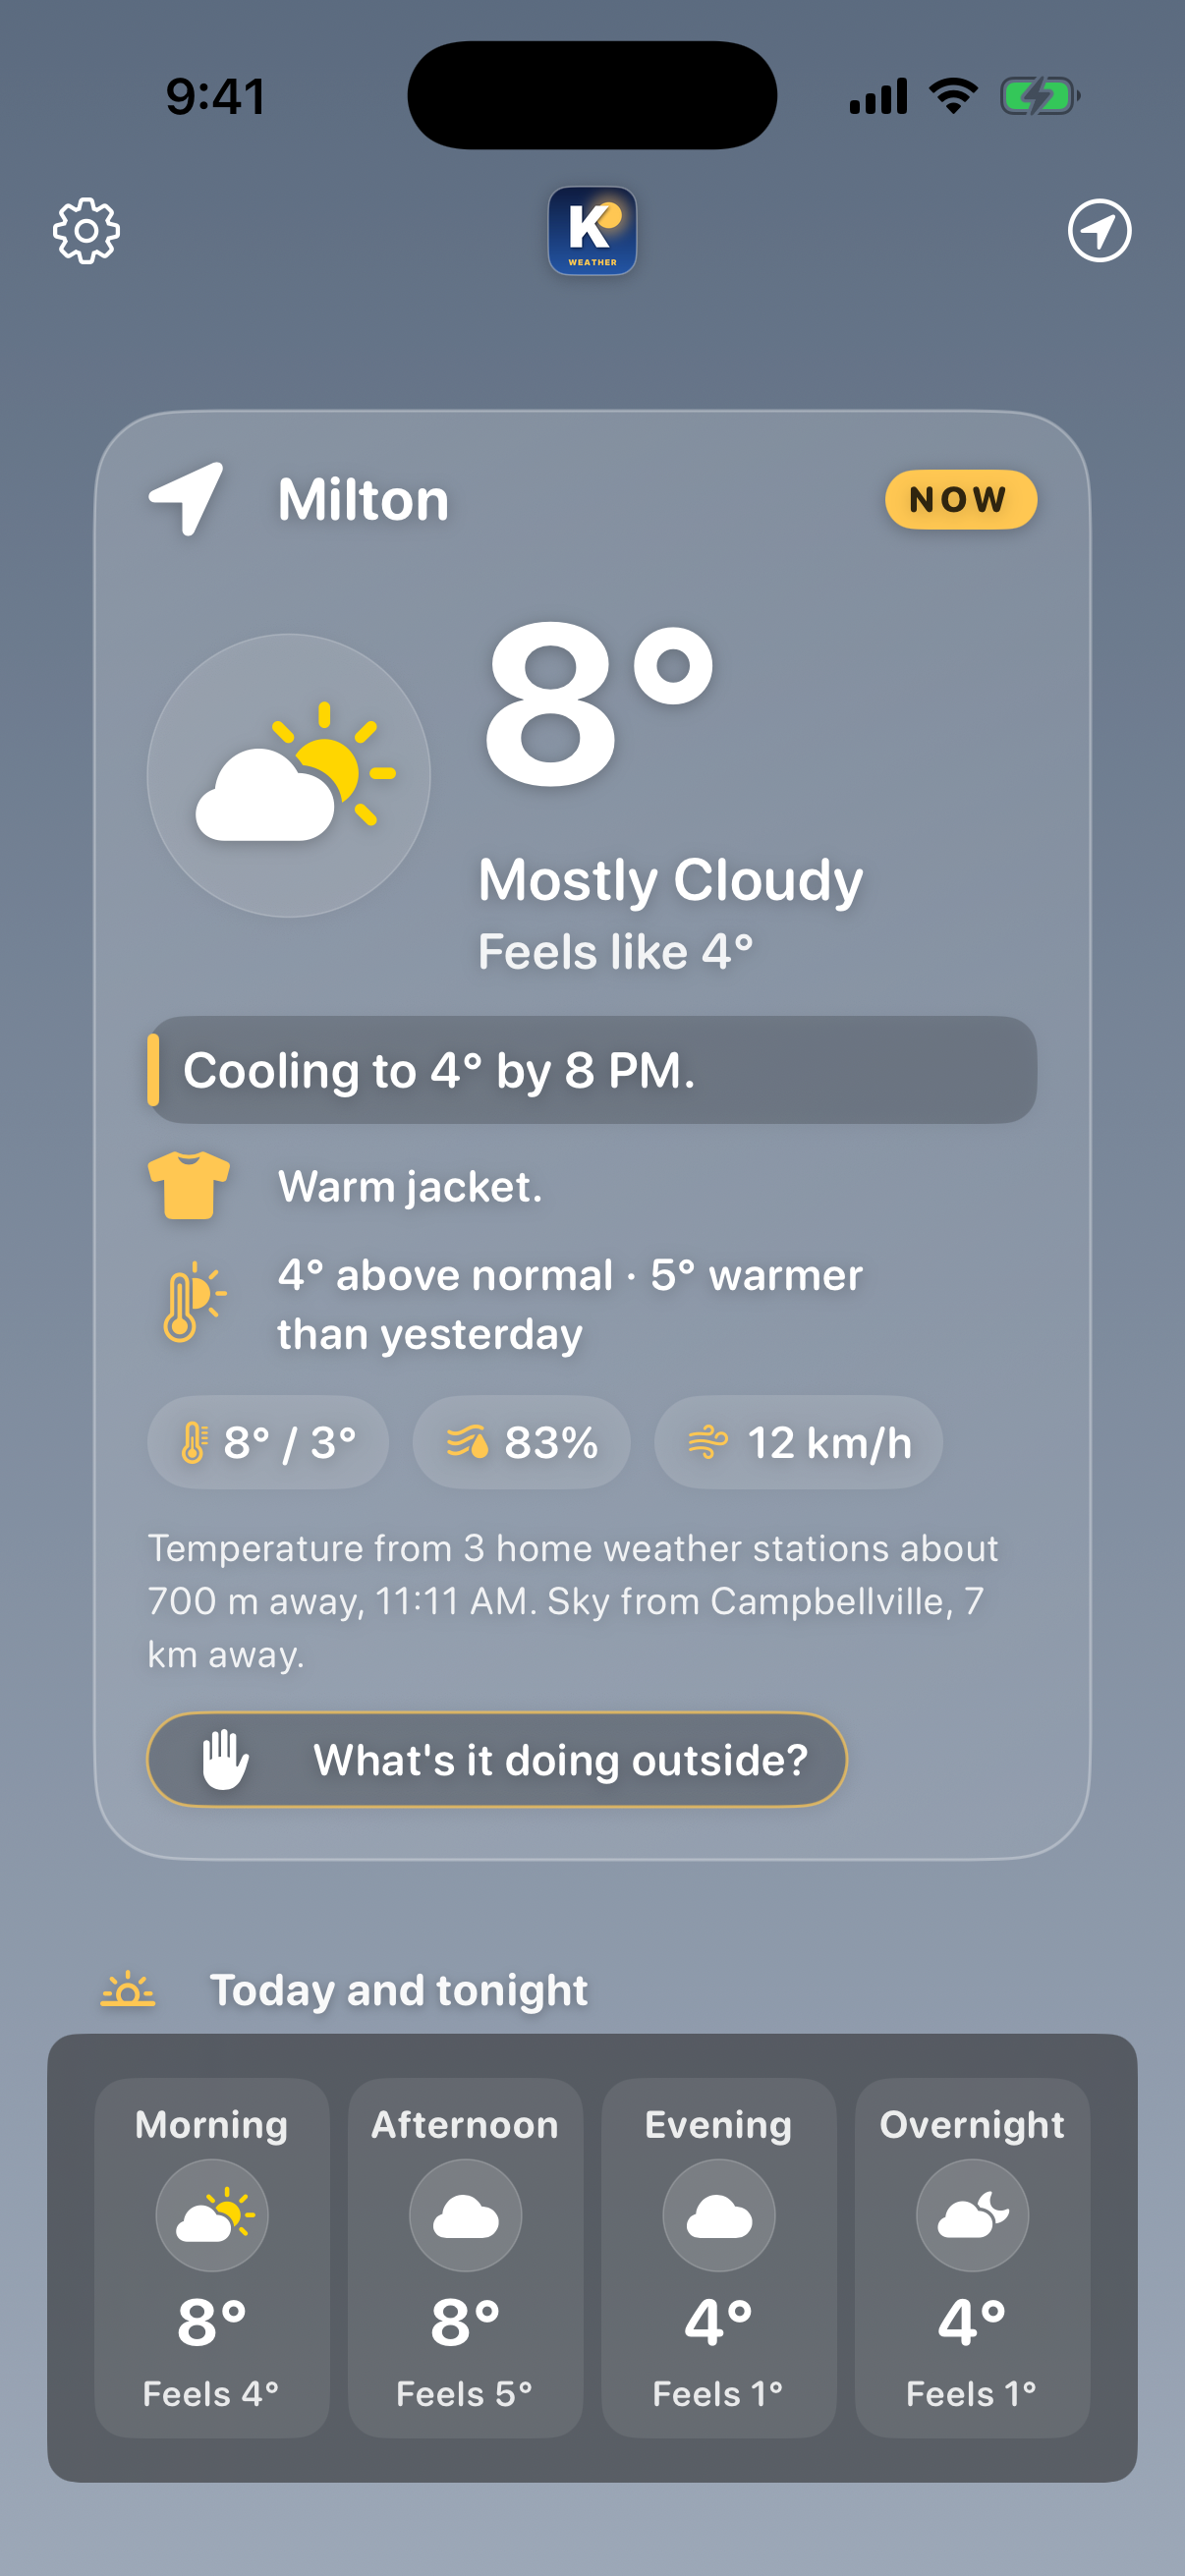 9:41
K
WEATHER
Milton
NOW
8°
Mostly Cloudy
Feels like 4°
Cooling to 4° by 8 PM.
Warm jacket.
4° above normal · 5° warmer
than yesterday
8° / 3°
83%
12 km/h
Temperature from 3 home weather stations about
700 m away, 11:11 AM. Sky from Campbellville, 7
km away.
What's it doing outside?
Today and tonight
Morning
Afternoon
Evening
Overnight
8°
8°
4°
4°
Feels 4°
Feels 5°
Feels 1°
Feels 1°